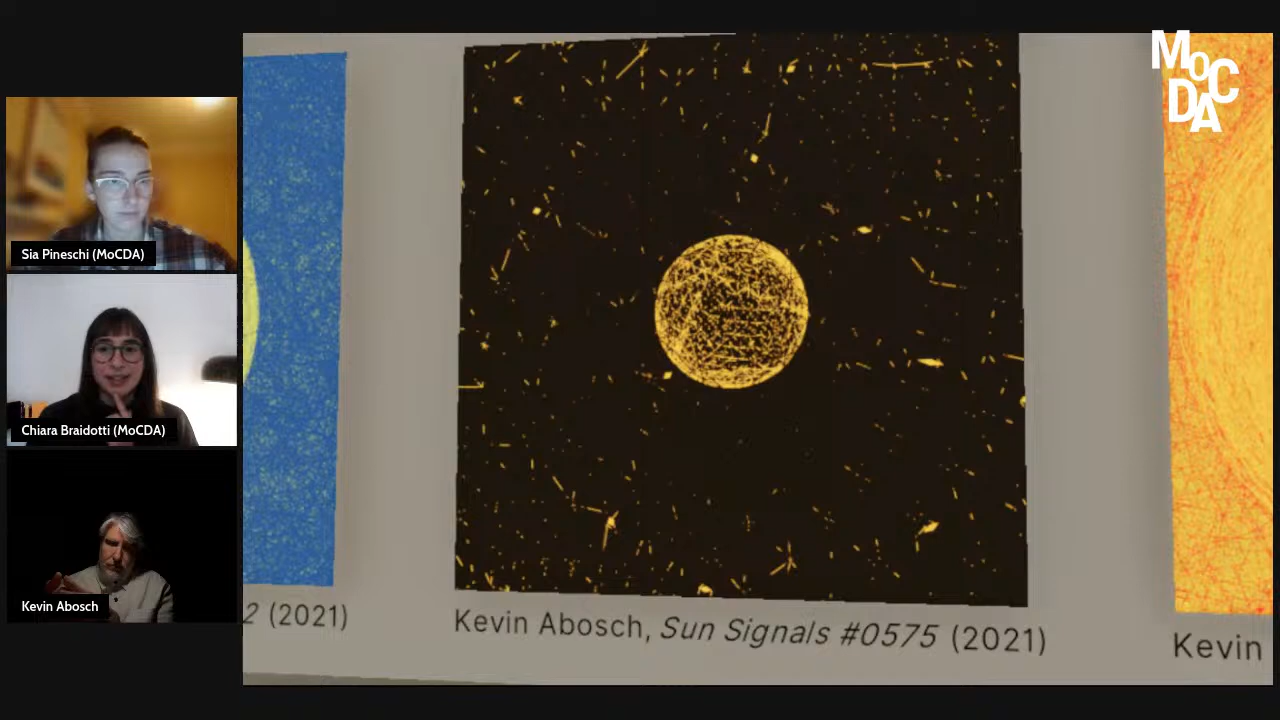 MoCDA
Sia Pineschi (MoCDA)
Chiara Braidotti (MoCDA)
Kevin Abosch
2 (2021)
Kevin Abosch, Sun Signals #0575 (2021)
Kevin